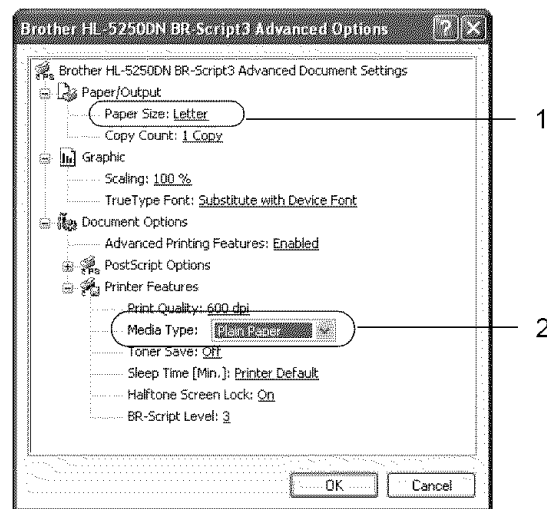 Brother HL-5250DN BR-Script3 Advanced Options
Brother HL-5250DN BR-Script3 Advanced Document Settings
Paper/Output
Paper Size: Letter
1
Copy Count: 1 Copy
Graphic
Scaling: 100 %
TrueType Font: Substitute with Device Font
Document Options
Advanced Printing Features: Enabled
PostScript Options
Printer Features
Print Quality: 600 dpi
Media Type: Plain Paper
2
Toner Save: Off
Sleep Time [Min.]: Printer Default
Halftone Screen Lock: On
BR-Script Level: 3
OK Cancel